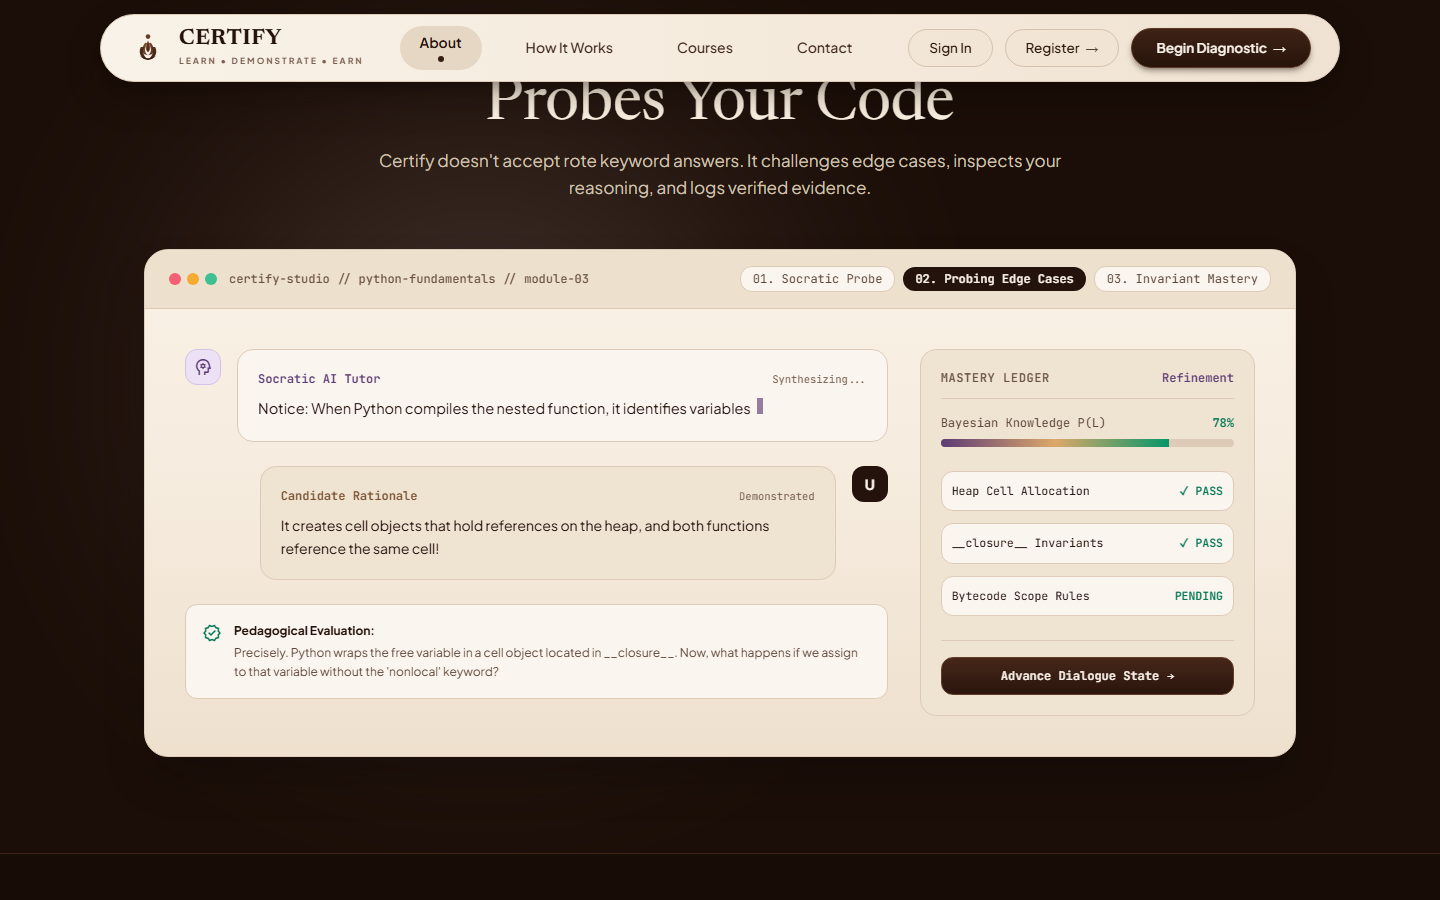 CERTIFY
LEARN • DEMONSTRATE • EARN
About
How It Works
Courses
Contact
Sign In
Register →
Begin Diagnostic →
Probes Your Code
Certify doesn't accept rote keyword answers. It challenges edge cases, inspects your
reasoning, and logs verified evidence.
certify-studio // python-fundamentals // module-03
01. Socratic Probe
02. Probing Edge Cases
03. Invariant Mastery
Socratic AI Tutor
Synthesizing...
Notice: When Python compiles the nested function, it identifies variables
Candidate Rationale
Demonstrated
It creates cell objects that hold references on the heap, and both functions
reference the same cell!
U
Pedagogical Evaluation:
Precisely. Python wraps the free variable in a cell object located in __closure__. Now, what happens if we assign
to that variable without the 'nonlocal' keyword?
MASTERY LEDGER
Refinement
Bayesian Knowledge P(L)
78%
Heap Cell Allocation
✓ PASS
__closure__ Invariants
✓ PASS
Bytecode Scope Rules
PENDING
Advance Dialogue State →